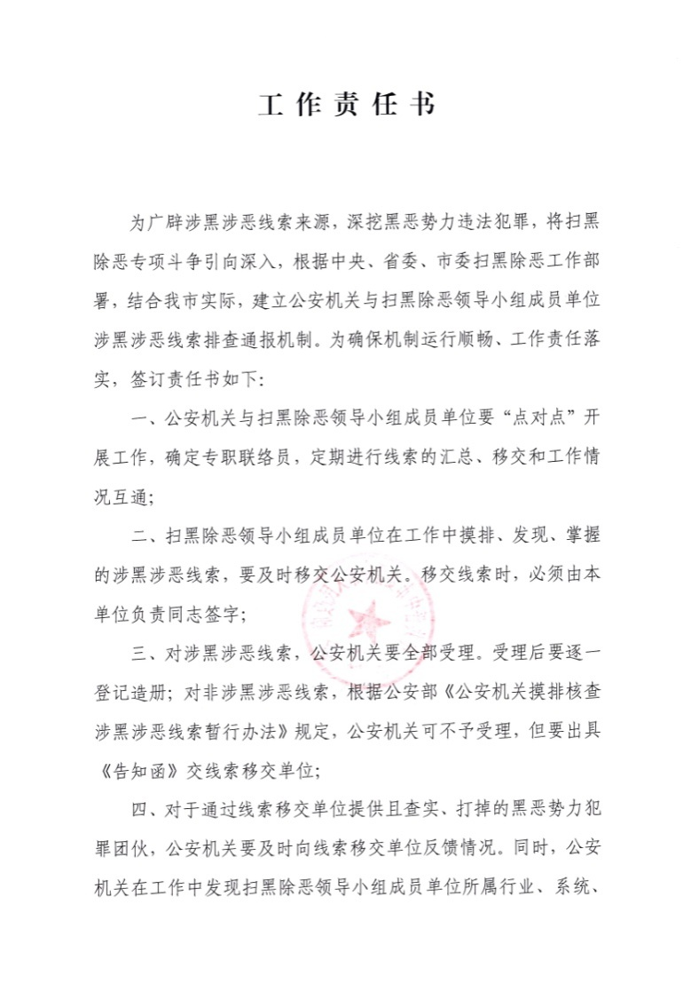 工作责任书
为广辟涉黑涉恶线索来源，深挖黑恶势力违法犯罪，将扫黑
除恶专项斗争引向深入，根据中央、省委、市委扫黑除恶工作部
署，结合我市实际，建立公安机关与扫黑除恶领导小组成员单位
涉黑涉恶线索排查通报机制。为确保机制运行顺畅、工作责任落
实，签订责任书如下：
一、公安机关与扫黑除恶领导小组成员单位要“点对点”开
展工作，确定专职联络员，定期进行线索的汇总、移交和工作情
况互通；
二、扫黑除恶领导小组成员单位在工作中摸排、发现、掌握
的涉黑涉恶线索，要及时移交公安机关。移交线索时，必须由本
单位负责同志签字；
三、对涉黑涉恶线索，公安机关要全部受理。受理后要逐一
登记造册；对非涉黑涉恶线索，根据公安部《公安机关摸排核查
涉黑涉恶线索暂行办法》规定，公安机关可不予受理，但要出具
《告知函》交线索移交单位；
四、对于通过线索移交单位提供且查实、打掉的黑恶势力犯
罪团伙，公安机关要及时向线索移交单位反馈情况。同时，公安
机关在工作中发现扫黑除恶领导小组成员单位所属行业、系统、